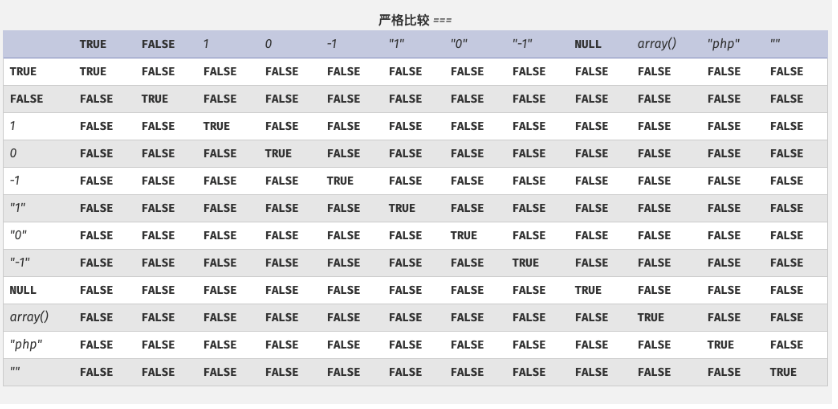 严格比较 ===
TRUE FALSE 1 0 -1 "1" "0" "-1" NULL array() "php" ""
TRUE TRUE FALSE FALSE FALSE FALSE FALSE FALSE FALSE FALSE FALSE FALSE FALSE
FALSE FALSE TRUE FALSE FALSE FALSE FALSE FALSE FALSE FALSE FALSE FALSE FALSE
1 FALSE FALSE TRUE FALSE FALSE FALSE FALSE FALSE FALSE FALSE FALSE FALSE
0 FALSE FALSE FALSE TRUE FALSE FALSE FALSE FALSE FALSE FALSE FALSE FALSE
-1 FALSE FALSE FALSE FALSE TRUE FALSE FALSE FALSE FALSE FALSE FALSE FALSE
"1" FALSE FALSE FALSE FALSE FALSE TRUE FALSE FALSE FALSE FALSE FALSE FALSE
"0" FALSE FALSE FALSE FALSE FALSE FALSE TRUE FALSE FALSE FALSE FALSE FALSE
"-1" FALSE FALSE FALSE FALSE FALSE FALSE FALSE TRUE FALSE FALSE FALSE FALSE
NULL FALSE FALSE FALSE FALSE FALSE FALSE FALSE FALSE TRUE FALSE FALSE FALSE
array() FALSE FALSE FALSE FALSE FALSE FALSE FALSE FALSE FALSE TRUE FALSE FALSE
"php" FALSE FALSE FALSE FALSE FALSE FALSE FALSE FALSE FALSE FALSE TRUE FALSE
"" FALSE FALSE FALSE FALSE FALSE FALSE FALSE FALSE FALSE FALSE FALSE TRUE